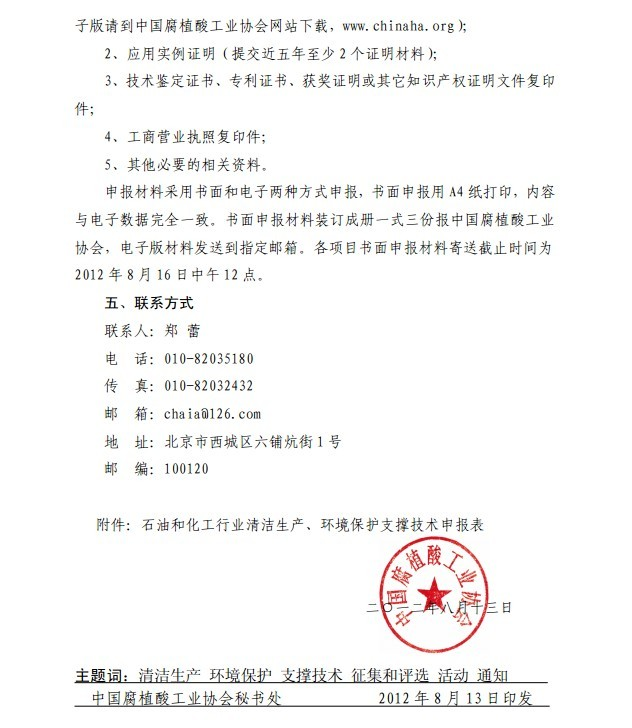 子版请到中国腐植酸工业协会网站下载，www.chinaha.org);
2、应用实例证明（提交近五年至少2个证明材料）;
3、技术鉴定证书、专利证书、获奖证明或其它知识产权证明文件复印
件;
4、工商营业执照复印件;
5、其他必要的相关资料。
申报材料采用书面和电子两种方式申报，书面申报用A4纸打印，内容
与电子数据完全一致。书面申报材料装订成册一式三份报中国腐植酸工业
协会，电子版材料发送到指定邮箱。各项目书面申报材料寄送截止时间为
2012年8月16日中午12点。
五、联系方式
联系人：郑 蕾
电 话：010-82035180
传 真：010-82032432
邮 箱：chaia@126.com
地 址：北京市西城区六铺炕街1号
邮 编：100120
附件：石油和化工行业清洁生产、环境保护支撑技术申报表
中国腐植酸工业协会
二〇一二年八月十三日
主题词：清洁生产 环境保护 支撑技术 征集和评选 活动 通知
中国腐植酸工业协会秘书处 2012年8月13日印发